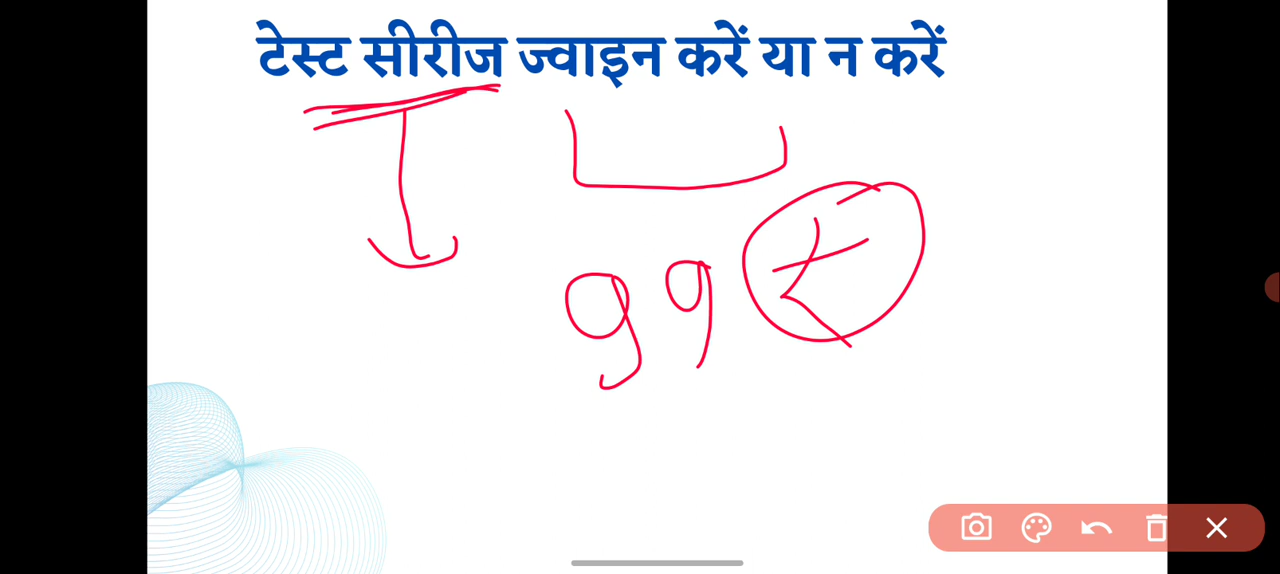 टेस्ट सीरीज ज्वाइन करें या न करें
99 ₹